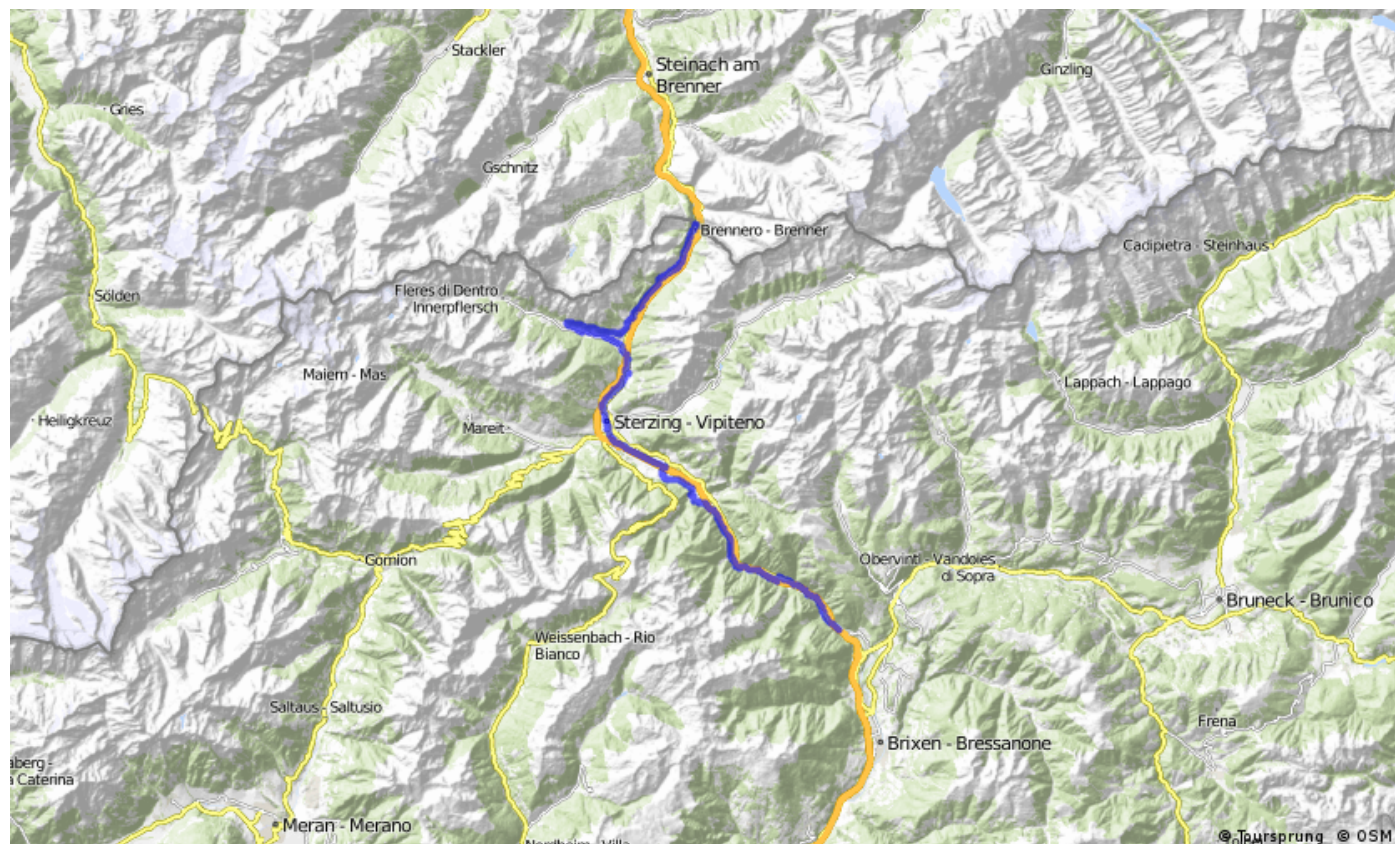 Stackler
Steinach am
Brenner
Ginzling
Gries
Gschnitz
Brennero - Brenner
Cadipietra - Steinhaus
Fleres di Dentro
- Innerpflersch
Sölden
Maiern - Mas
Lappach - Lappago
Heiligkreuz
Mareit
Sterzing - Vipiteno
Gomion
Obervintl - Vandoies
di Sopra
Bruneck - Brunico
Weissenbach - Rio
Bianco
Saltaus - Saltusio
Frena
Brixen - Bressanone
aberg -
a Caterina
Meran - Merano
© Toursprung © OSM